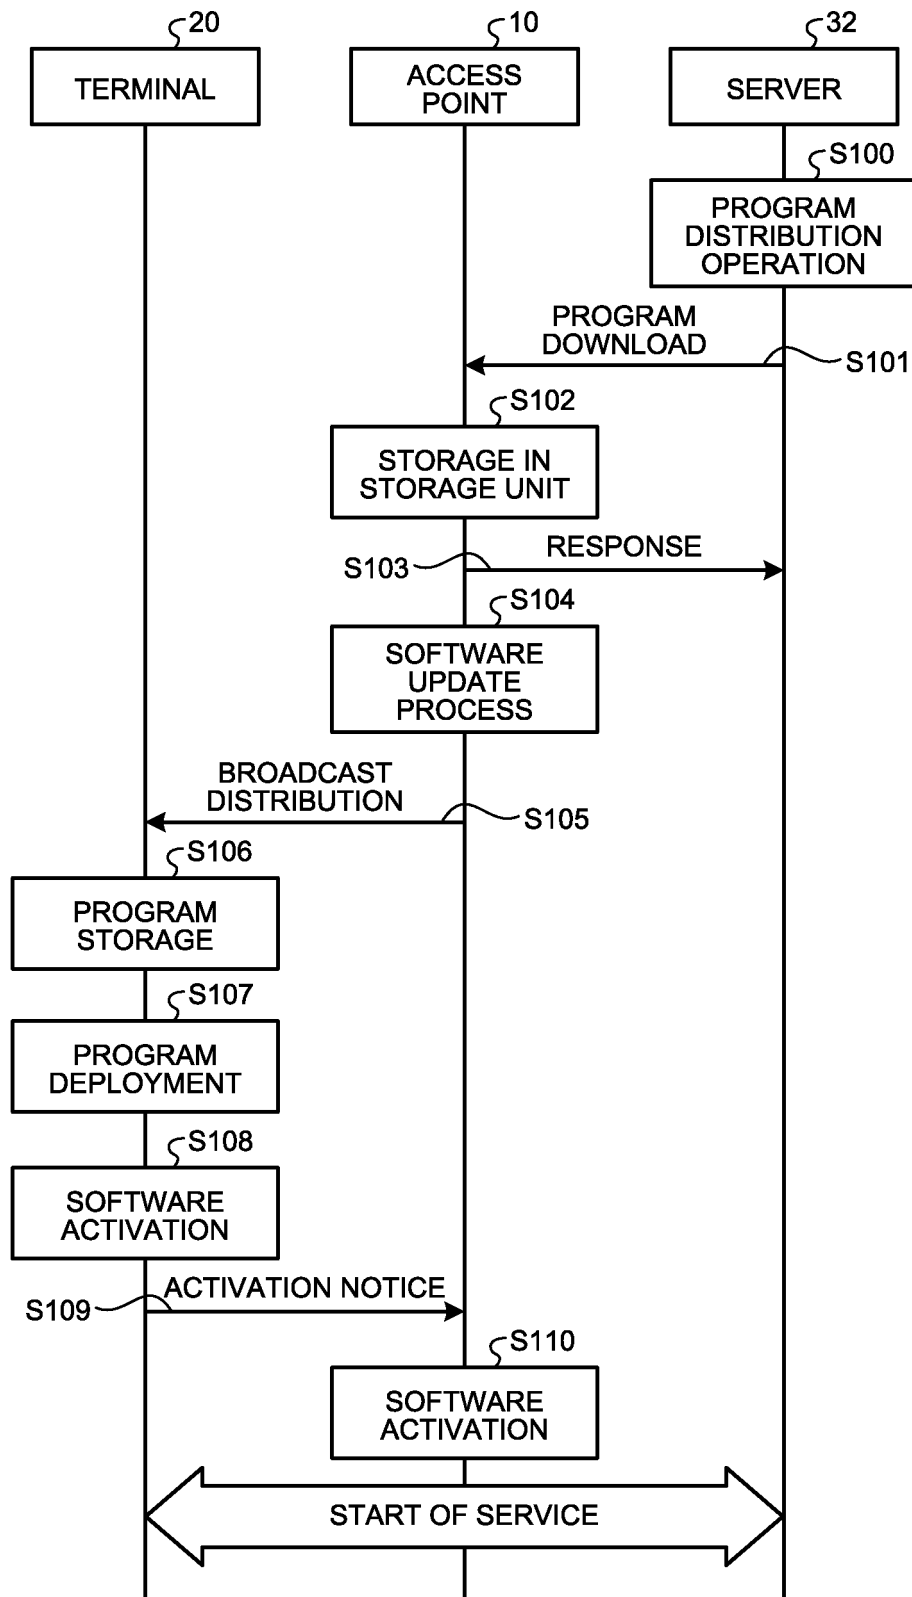 20
10
32
TERMINAL
ACCESS
POINT
SERVER
S100
PROGRAM
DISTRIBUTION
OPERATION
PROGRAM
DOWNLOAD
S101
S102
STORAGE IN
STORAGE UNIT
RESPONSE
S103
S104
SOFTWARE
UPDATE
PROCESS
BROADCAST
DISTRIBUTION
S105
S106
PROGRAM
STORAGE
S107
PROGRAM
DEPLOYMENT
S108
SOFTWARE
ACTIVATION
ACTIVATION NOTICE
S109
S110
SOFTWARE
ACTIVATION
START OF SERVICE